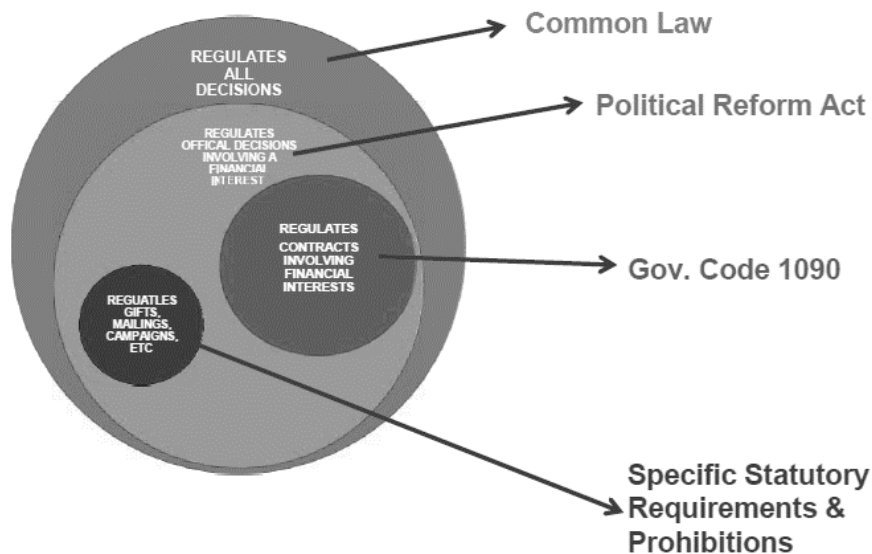 Common Law
REGULATES
ALL
DECISIONS
Political Reform Act
REGULATES
OFFICAL DECISIONS
INVOLVING A
FINANCIAL
INTEREST
REGULATES
CONTRACTS
INVOLVING
FINANCIAL
INTERESTS
Gov. Code 1090
REGUATLES
GIFTS,
MAILINGS,
CAMPAIGNS,
ETC
Specific Statutory
Requirements &
Prohibitions